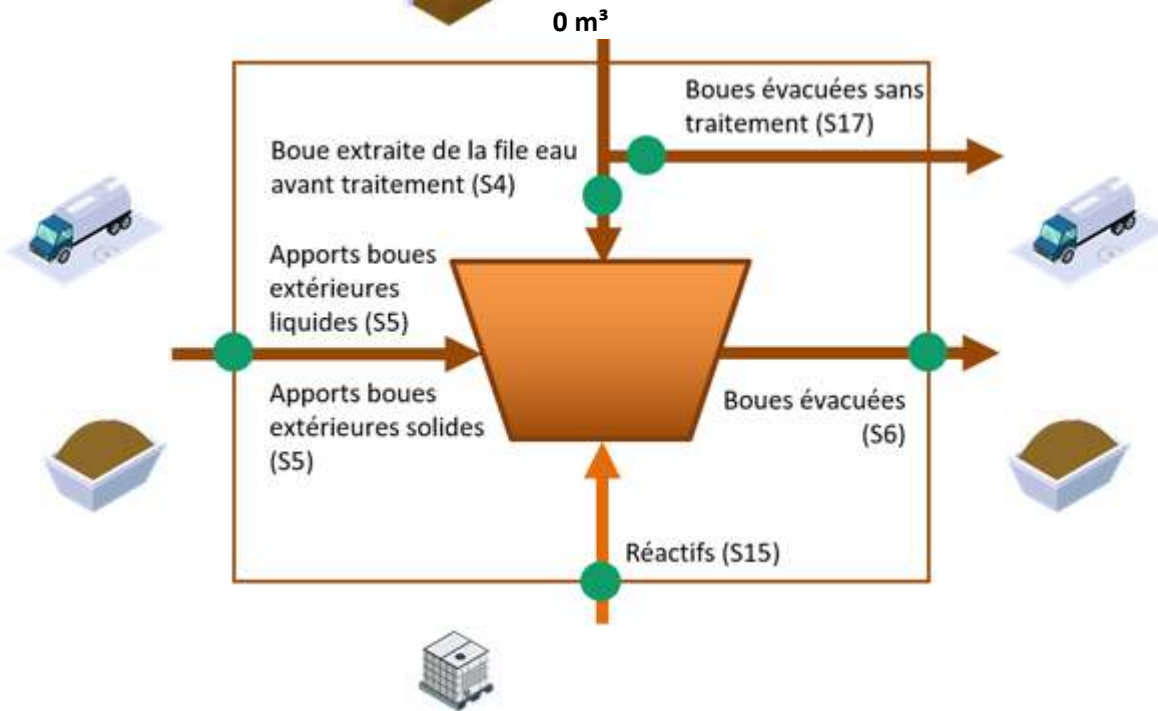 0 m³
Boues évacuées sans
traitement (S17)
Boue extraite de la file eau
avant traitement (S4)
Apports boues
extérieures
liquides (S5)
Apports boues
extérieures solides
(S5)
Boues évacuées
(S6)
Réactifs (S15)